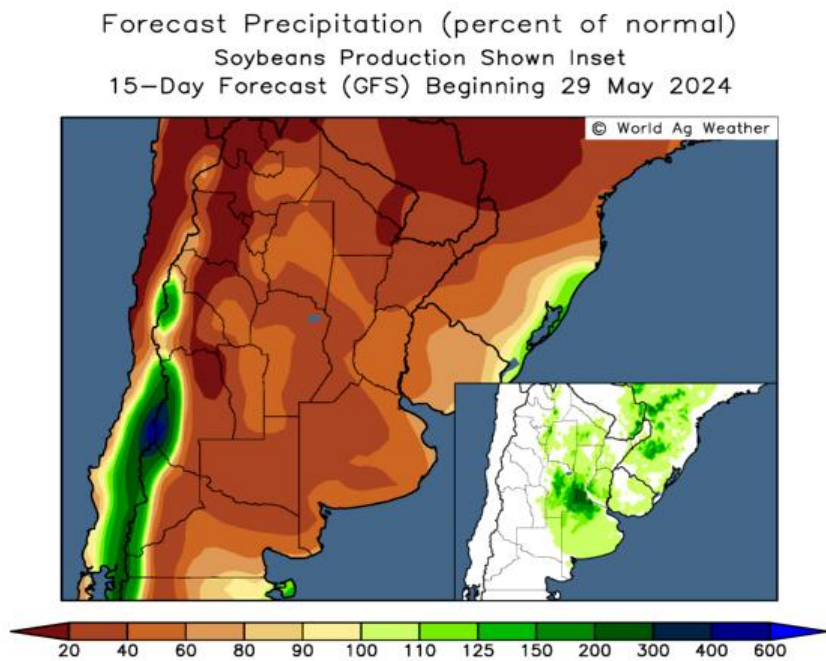 Forecast Precipitation (percent of normal)
Soybeans Production Shown Inset
15-Day Forecast (GFS) Beginning 29 May 2024
© World Ag Weather
20 40 60 80 90 100 110 125 150 200 300 400 600